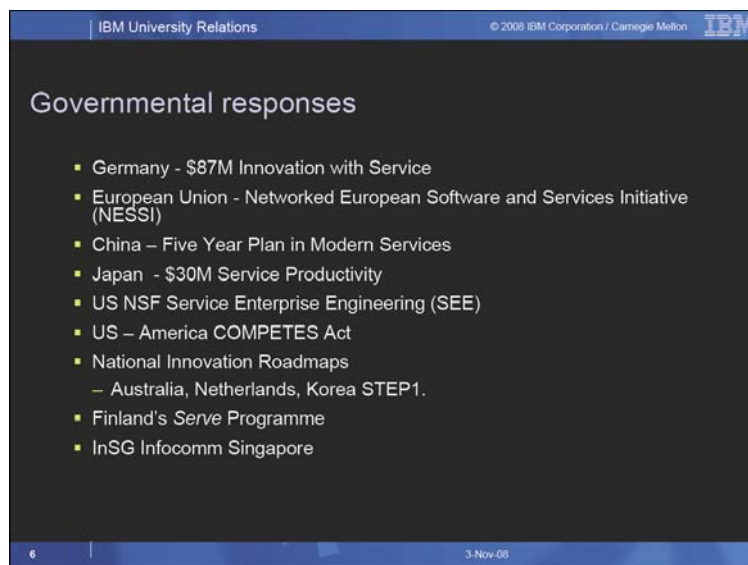 IBM University Relations
© 2008 IBM Corporation / Carnegie Mellon
IBM
Governmental responses
▪ Germany - $87M Innovation with Service
▪ European Union - Networked European Software and Services Initiative
(NESSI)
▪ China – Five Year Plan in Modern Services
▪ Japan - $30M Service Productivity
▪ US NSF Service Enterprise Engineering (SEE)
▪ US – America COMPETES Act
▪ National Innovation Roadmaps
– Australia, Netherlands, Korea STEP1.
▪ Finland's Serve Programme
▪ InSG Infocomm Singapore
6
3-Nov-08